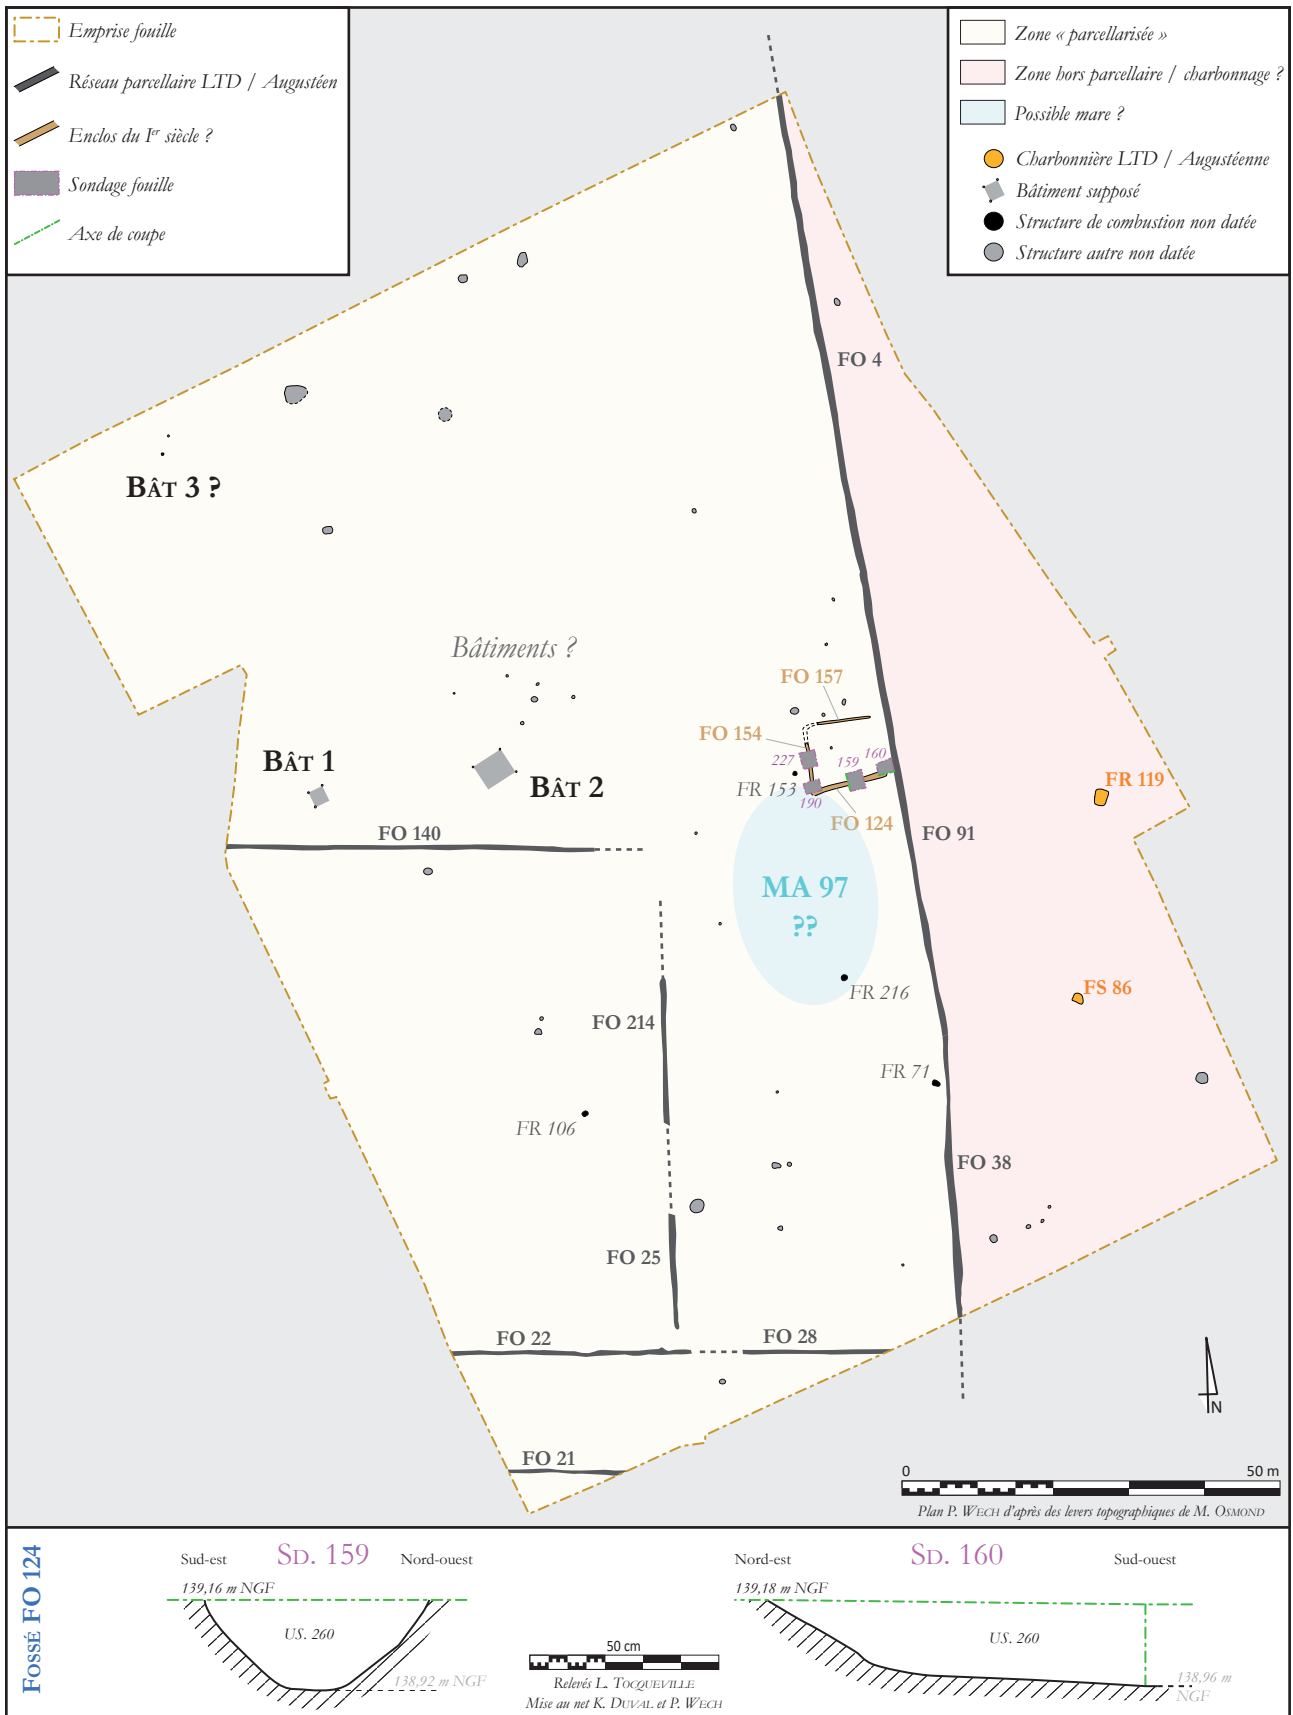 Emprise fouille
Réseau parcellaire LTD / Augustéen
Enclos du Ier siècle ?
Sondage fouille
Axe de coupe
Zone « parcellarisée »
Zone hors parcellaire / charbonnage ?
Possible mare ?
Charbonnière LTD / Augustéenne
Bâtiment supposé
Structure de combustion non datée
Structure autre non datée
FO 4
BÂT 3 ?
Bâtiments ?
FO 157
FO 154
BÂT 1
BÂT 2
227
159
160
FR 153
190
FO 124
FR 119
FO 140
FO 91
MA 97
??
FS 86
FR 216
FO 214
FR 71
FR 106
FO 38
FO 25
FO 22
FO 28
FO 21
N
0 50 m
Plan P. WECH d'après des levers topographiques de M. OSMOND
FOSSÉ FO 124
Sud-est SD. 159 Nord-ouest
139,16 m NGF
US. 260
138,92 m NGF
50 cm
Relevés L. TOCQUEVILLE
Mise au net K. DUVAL et P. WECH
Nord-est SD. 160 Sud-ouest
139,18 m NGF
US. 260
138,96 m
NGF